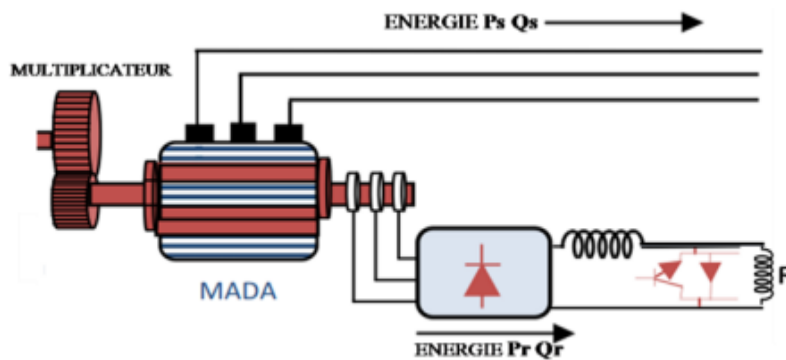 ENERGIE Ps Qs
MULTIPLICATEUR
MADA
R
ENERGIE Pr Qr